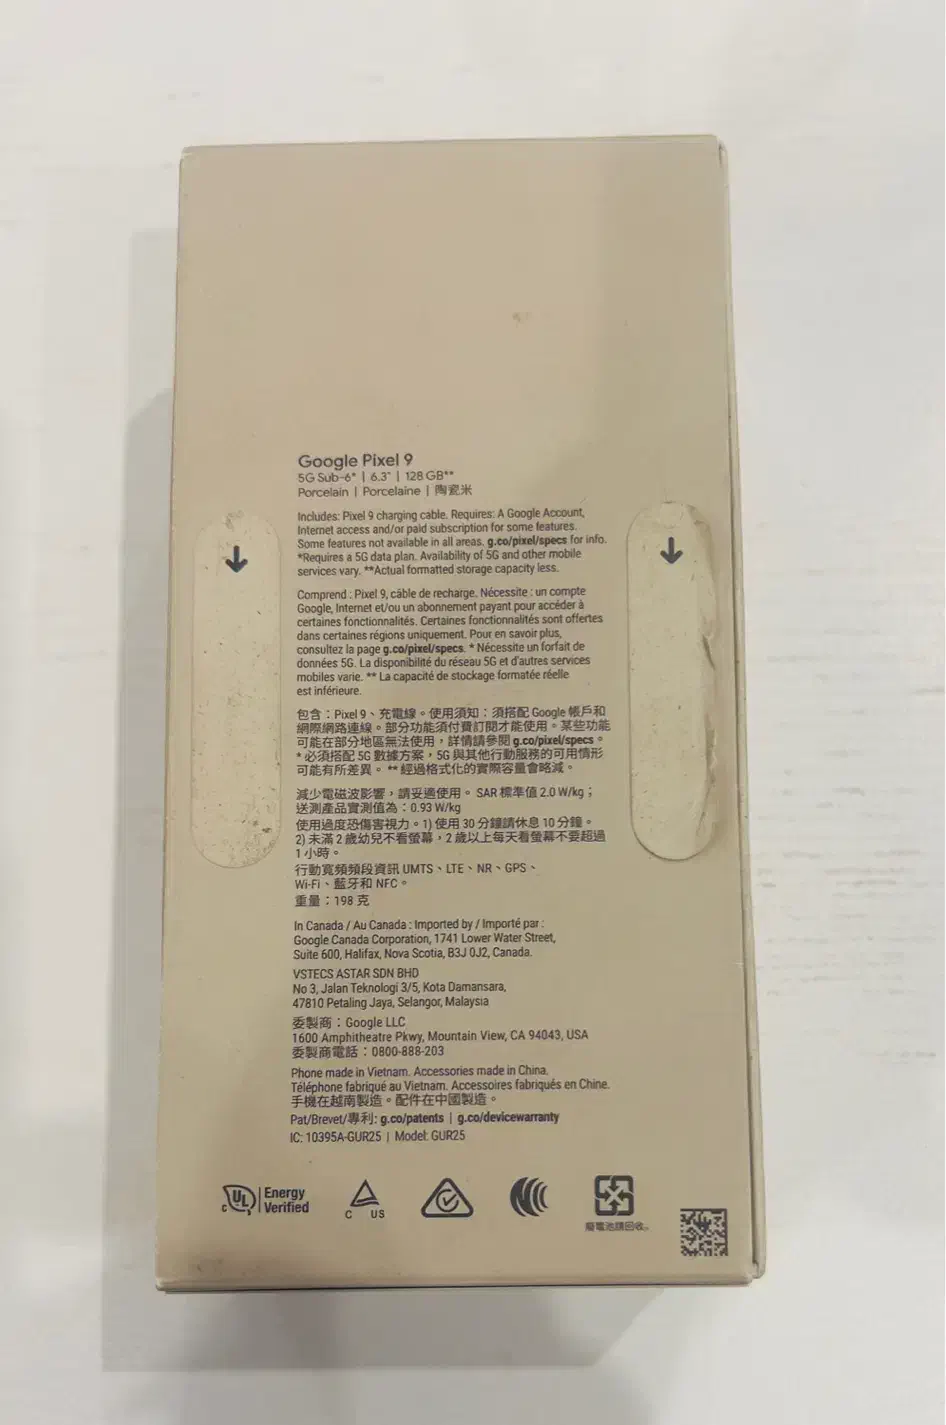 Google Pixel 9
5G Sub-6* | 6.3" | 128 GB**
Porcelain | Porcelaine | 陶瓷米
Includes: Pixel 9 charging cable. Requires: A Google Account,
Internet access and/or paid subscription for some features.
Some features not available in all areas. g.co/pixel/specs for info.
*Requires a 5G data plan. Availability of 5G and other mobile
services vary. **Actual formatted storage capacity less.
Comprend : Pixel 9, câble de recharge. Nécessite : un compte
Google, Internet et/ou un abonnement payant pour accéder à
certaines fonctionnalités. Certaines fonctionnalités sont offertes
dans certaines régions uniquement. Pour en savoir plus,
consultez la page g.co/pixel/specs. * Nécessite un forfait de
données 5G. La disponibilité du réseau 5G et d'autres services
mobiles varie. ** La capacité de stockage formatée réelle
est inférieure.
包含：Pixel 9、充電線。使用須知：須搭配 Google 帳戶和
網際網路連線。部分功能須付費訂閱才能使用。某些功能
可能在部分地區無法使用，詳情請參閱 g.co/pixel/specs。
* 必須搭配 5G 數據方案，5G 與其他行動服務的可用情形
可能有所差異。 ** 經過格式化的實際容量會略減。
減少電磁波影響，請妥適使用。 SAR 標準值 2.0 W/kg；
送測產品實測值為：0.93 W/kg
使用過度恐傷害視力。1) 使用 30 分鐘請休息 10 分鐘。
2) 未滿 2 歲幼兒不看螢幕，2 歲以上每天看螢幕不要超過
1 小時。
行動寬頻頻段資訊 UMTS、LTE、NR、GPS、
Wi-Fi、藍牙和 NFC。
重量：198 克
In Canada / Au Canada : Imported by / Importé par :
Google Canada Corporation, 1741 Lower Water Street,
Suite 600, Halifax, Nova Scotia, B3J 0J2, Canada.
VSTECS ASTAR SDN BHD
No 3, Jalan Teknologi 3/5, Kota Damansara,
47810 Petaling Jaya, Selangor, Malaysia
委製商：Google LLC
1600 Amphitheatre Pkwy, Mountain View, CA 94043, USA
委製商電話：0800-888-203
Phone made in Vietnam. Accessories made in China.
Téléphone fabriqué au Vietnam. Accessoires fabriqués en Chine.
手機在越南製造。配件在中國製造。
Pat/Brevet/專利: g.co/patents | g.co/devicewarranty
IC: 10395A-GUR25 | Model: GUR25
c UL Energy
Verified
C US
廢電池請回收